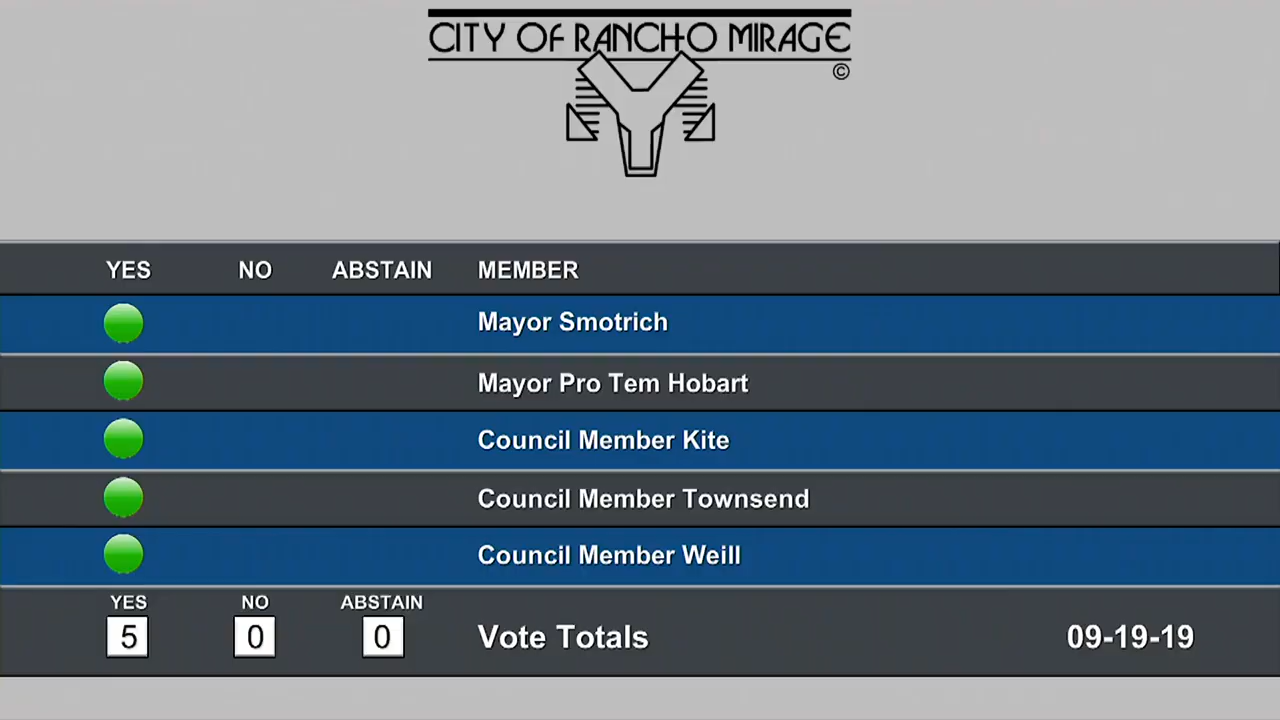 CITY OF RANCHO MIRAGE
©
YES NO ABSTAIN MEMBER
Mayor Smotrich
Mayor Pro Tem Hobart
Council Member Kite
Council Member Townsend
Council Member Weill
YES NO ABSTAIN
5 0 0 Vote Totals 09-19-19